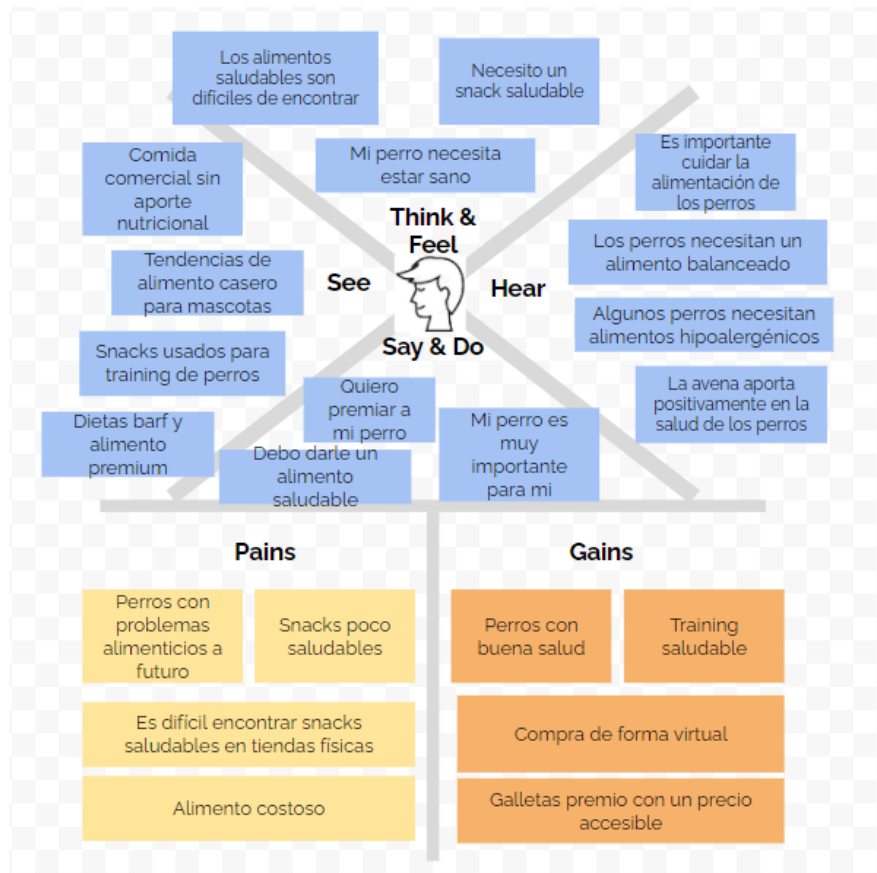 Los alimentos
saludables son
difíciles de encontrar
Necesito un
snack saludable
Mi perro necesita
estar sano
Comida
comercial sin
aporte
nutricional
Es importante
cuidar la
alimentación de
los perros
Think &
Feel
Tendencias de
alimento casero
para mascotas
See
Hear
Los perros necesitan un
alimento balanceado
Algunos perros necesitan
alimentos hipoalergénicos
Say & Do
Snacks usados para
training de perros
Quiero
premiar a
mi perro
La avena aporta
positivamente en la
salud de los perros
Dietas barf y
alimento
premium
Debo darle un
alimento
saludable
Mi perro es
muy
importante
para mi
Pains
Gains
Perros con
problemas
alimenticios a
futuro
Snacks poco
saludables
Perros con
buena salud
Training
saludable
Es difícil encontrar snacks
saludables en tiendas físicas
Compra de forma virtual
Alimento costoso
Galletas premio con un precio
accesible